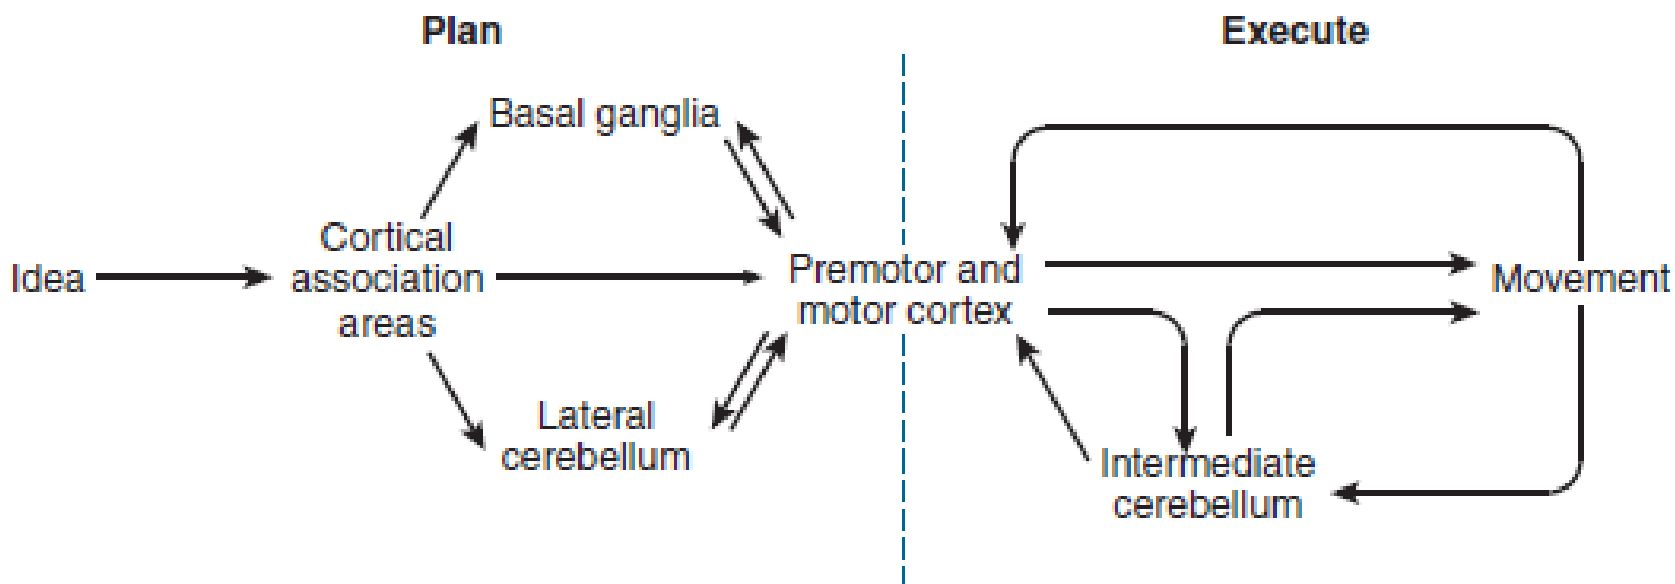 Plan
Execute
Basal ganglia
Idea
Cortical
association
areas
Premotor and
motor cortex
Movement
Lateral
cerebellum
Intermediate
cerebellum